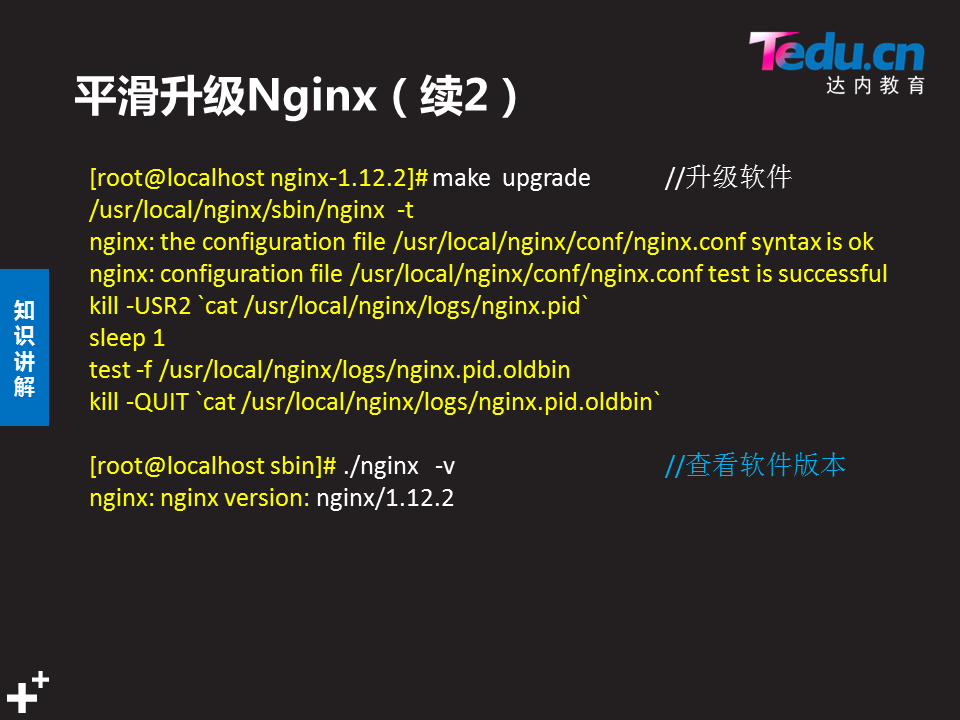 Tedu.cn
达内教育
平滑升级Nginx（续2）
[root@localhost nginx-1.12.2]# make upgrade //升级软件
/usr/local/nginx/sbin/nginx -t
nginx: the configuration file /usr/local/nginx/conf/nginx.conf syntax is ok
nginx: configuration file /usr/local/nginx/conf/nginx.conf test is successful
kill -USR2 `cat /usr/local/nginx/logs/nginx.pid`
sleep 1
test -f /usr/local/nginx/logs/nginx.pid.oldbin
kill -QUIT `cat /usr/local/nginx/logs/nginx.pid.oldbin`
[root@localhost sbin]# ./nginx -v //查看软件版本
nginx: nginx version: nginx/1.12.2
知识讲解